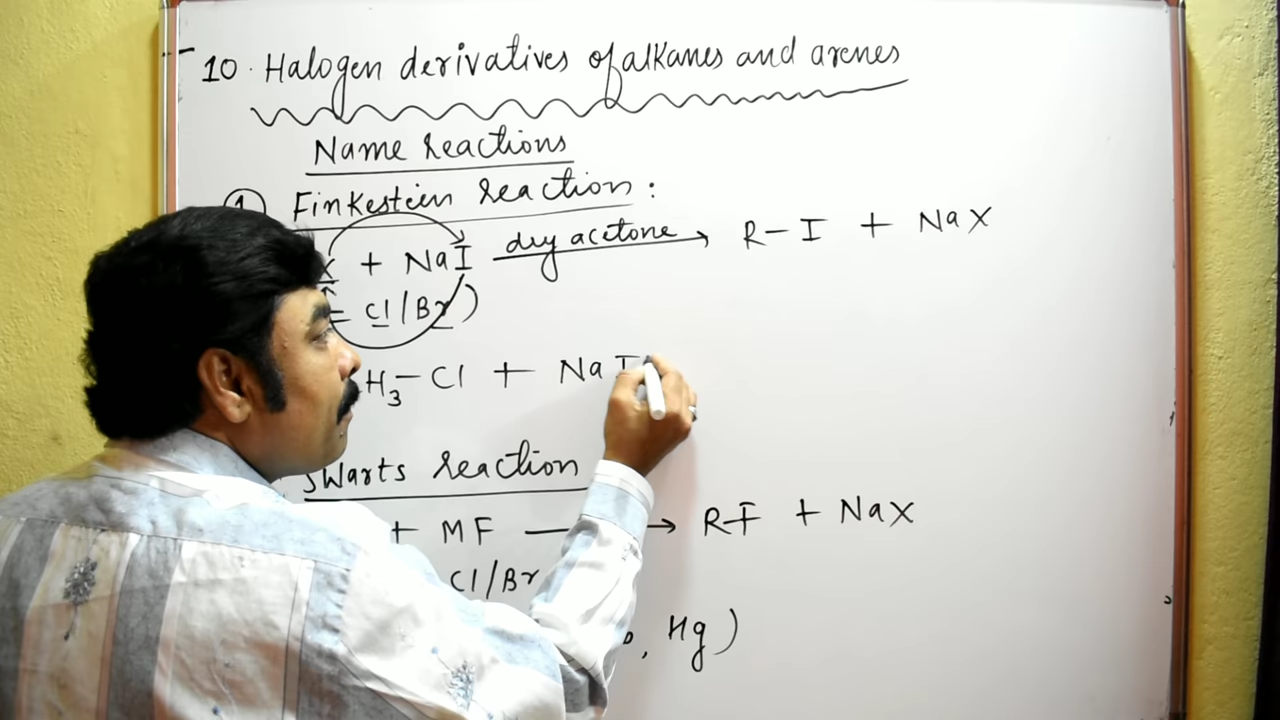 10. Halogen derivatives of alkanes and arenes
Name reactions
1 Finkestein reaction :
X + NaI dry acetone → R-I + NaX
= Cl/Br)
H3-Cl + NaI
Swarts reaction
+ MF → R-F + NaX
Cl/Br
, Hg)